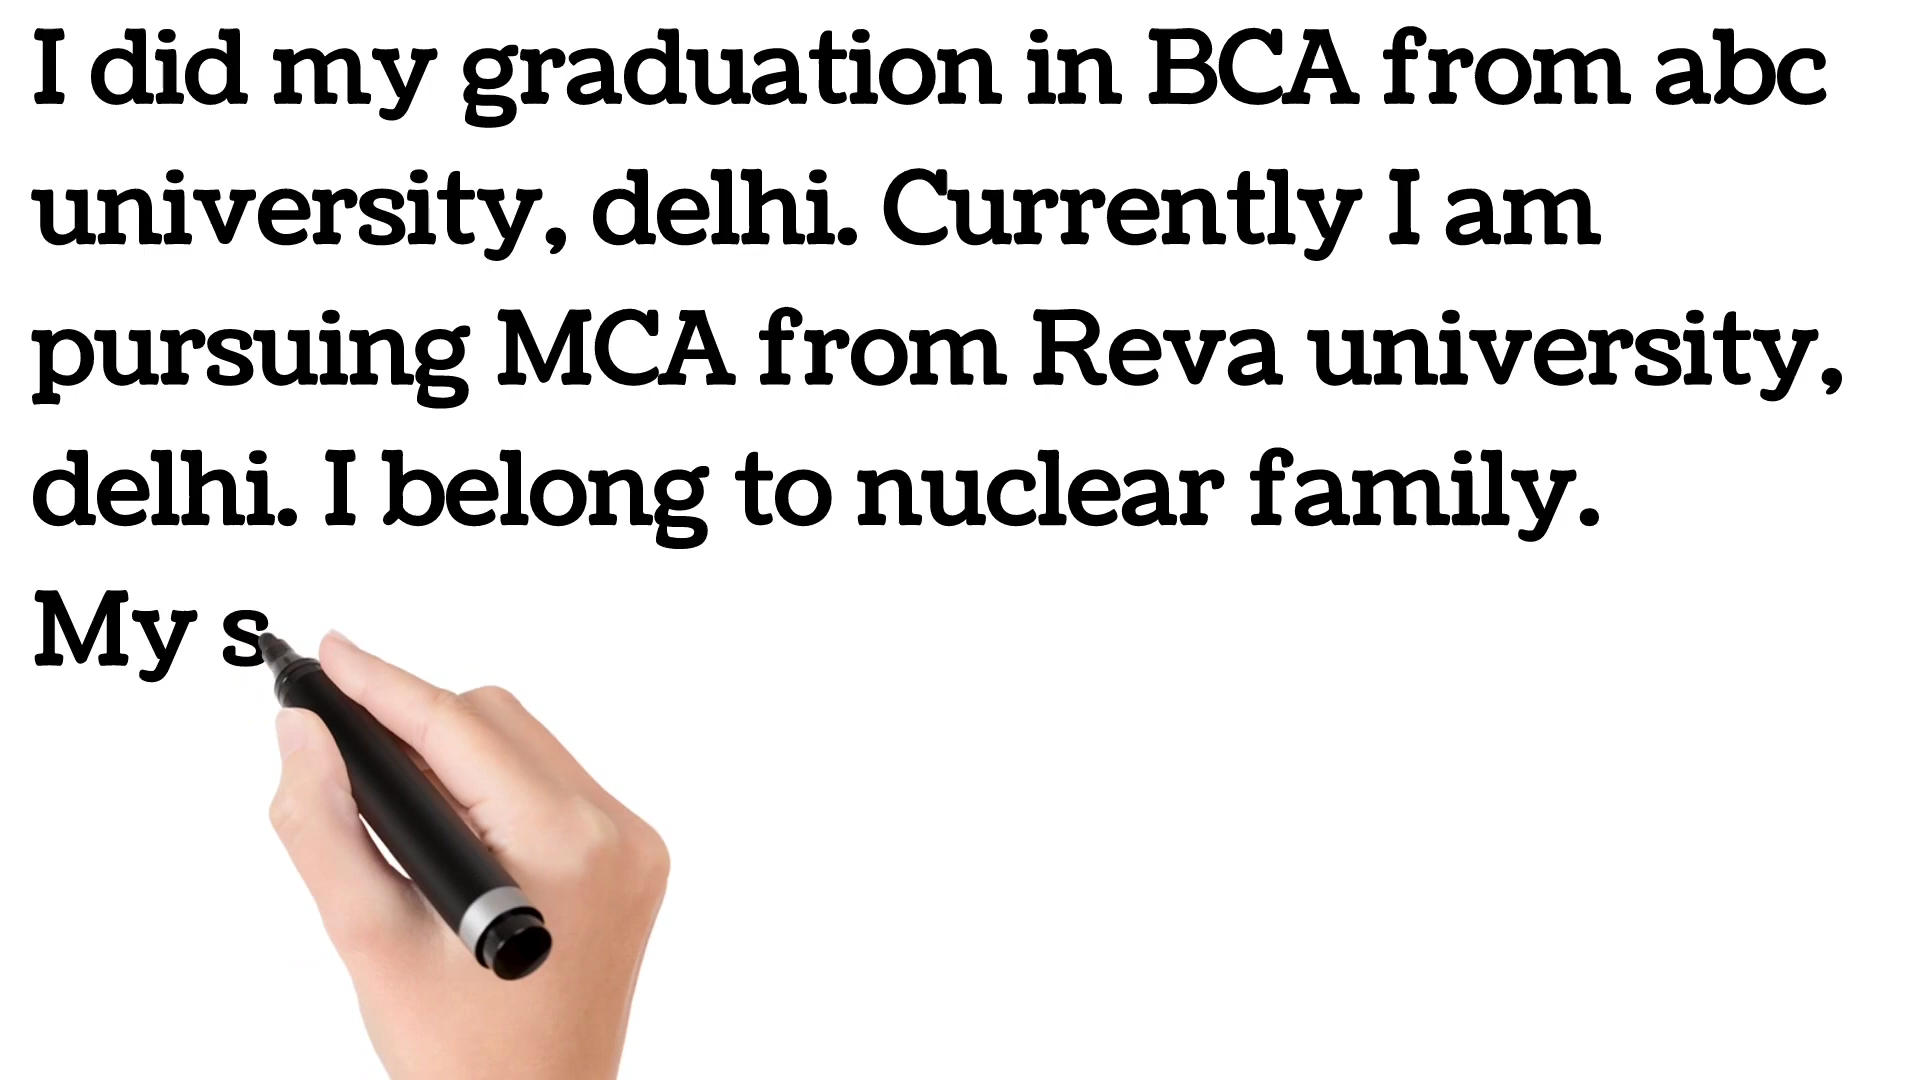 I did my graduation in BCA from abc
university, delhi. Currently I am
pursuing MCA from Reva university,
delhi. I belong to nuclear family.
My s